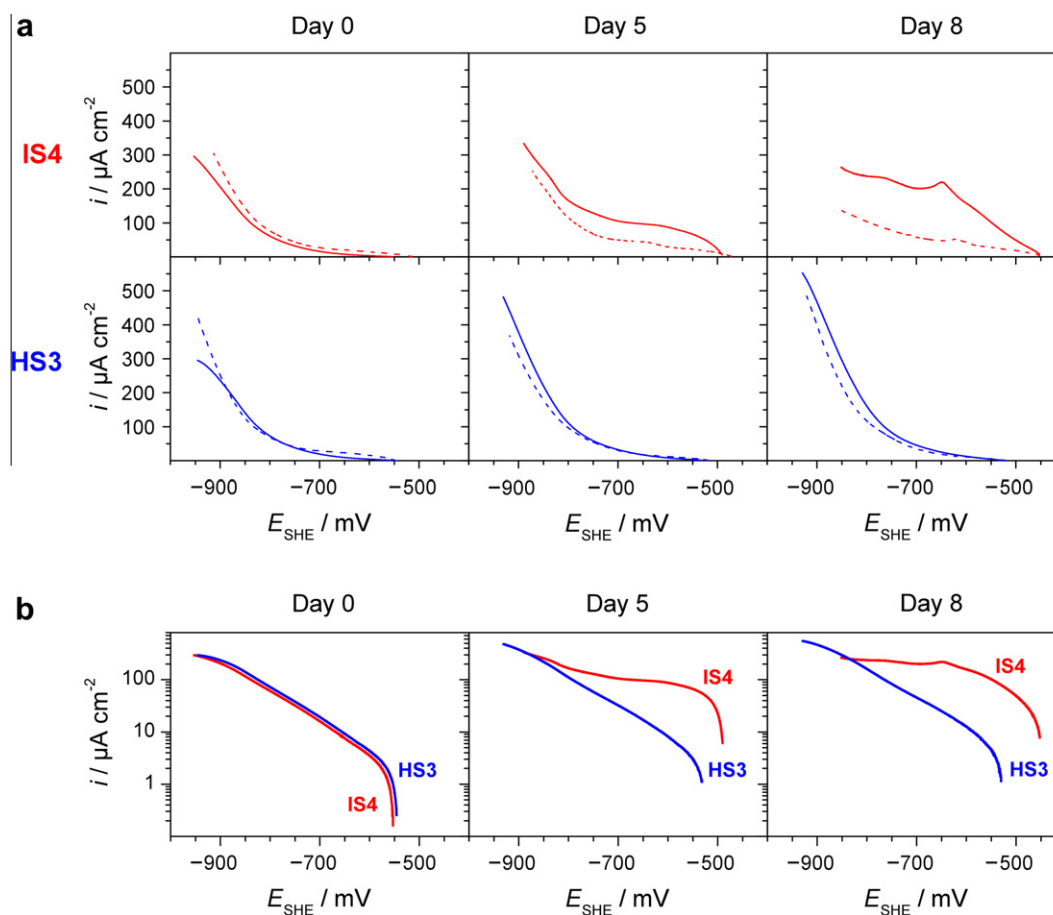 a
Day 0 Day 5 Day 8
IS4
i / µA cm−2
500
400
300
200
100
HS3
i / µA cm−2
500
400
300
200
100
−900 −700 −500 −900 −700 −500 −900 −700 −500
ESHE / mV ESHE / mV ESHE / mV
b
Day 0 Day 5 Day 8
i / µA cm−2
100
10
1
HS3
IS4
IS4
HS3
IS4
HS3
−900 −700 −500 −900 −700 −500 −900 −700 −500
ESHE / mV ESHE / mV ESHE / mV